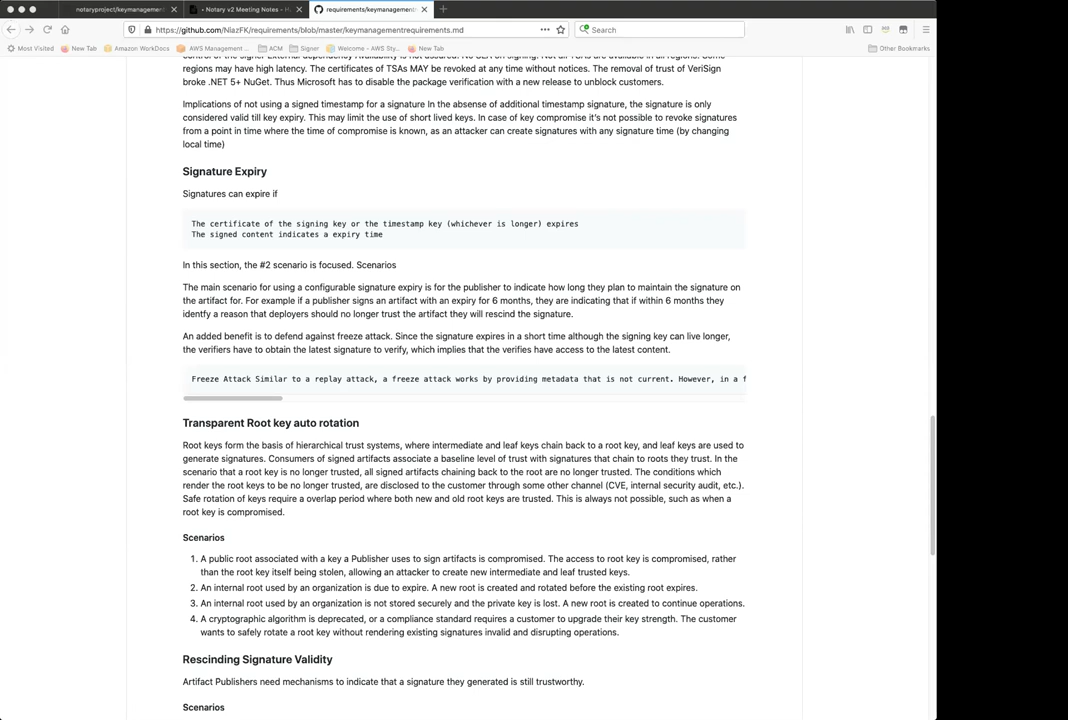 notaryproject/keymanagement
• Notary v2 Meeting Notes - H
requirements/keymanagement
https://github.com/NiazFK/requirements/blob/master/keymanagementrequirements.md
Search
Most Visited
New Tab
Amazon WorkDocs
AWS Management ...
ACM
Signer
Welcome - AWS Sty...
New Tab
Other Bookmarks
regions may have high latency. The certificates of TSAs MAY be revoked at any time without notices. The removal of trust of VeriSign
broke .NET 5+ NuGet. Thus Microsoft has to disable the package verification with a new release to unblock customers.
Implications of not using a signed timestamp for a signature In the absense of additional timestamp signature, the signature is only
considered valid till key expiry. This may limit the use of short lived keys. In case of key compromise it's not possible to revoke signatures
from a point in time where the time of compromise is known, as an attacker can create signatures with any signature time (by changing
local time)
Signature Expiry
Signatures can expire if
The certificate of the signing key or the timestamp key (whichever is longer) expires
The signed content indicates a expiry time
In this section, the #2 scenario is focused. Scenarios
The main scenario for using a configurable signature expiry is for the publisher to indicate how long they plan to maintain the signature on
the artifact for. For example if a publisher signs an artifact with an expiry for 6 months, they are indicating that if within 6 months they
identfy a reason that deployers should no longer trust the artifact they will rescind the signature.
An added benefit is to defend against freeze attack. Since the signature expires in a short time although the signing key can live longer,
the verifiers have to obtain the latest signature to verify, which implies that the verifies have access to the latest content.
Freeze Attack Similar to a replay attack, a freeze attack works by providing metadata that is not current. However, in a f
Transparent Root key auto rotation
Root keys form the basis of hierarchical trust systems, where intermediate and leaf keys chain back to a root key, and leaf keys are used to
generate signatures. Consumers of signed artifacts associate a baseline level of trust with signatures that chain to roots they trust. In the
scenario that a root key is no longer trusted, all signed artifacts chaining back to the root are no longer trusted. The conditions which
render the root keys to be no longer trusted, are disclosed to the customer through some other channel (CVE, internal security audit, etc.).
Safe rotation of keys require a overlap period where both new and old root keys are trusted. This is always not possible, such as when a
root key is compromised.
Scenarios
1. A public root associated with a key a Publisher uses to sign artifacts is compromised. The access to root key is compromised, rather
than the root key itself being stolen, allowing an attacker to create new intermediate and leaf trusted keys.
2. An internal root used by an organization is due to expire. A new root is created and rotated before the existing root expires.
3. An internal root used by an organization is not stored securely and the private key is lost. A new root is created to continue operations.
4. A cryptographic algorithm is deprecated, or a compliance standard requires a customer to upgrade their key strength. The customer
wants to safely rotate a root key without rendering existing signatures invalid and disrupting operations.
Rescinding Signature Validity
Artifact Publishers need mechanisms to indicate that a signature they generated is still trustworthy.
Scenarios